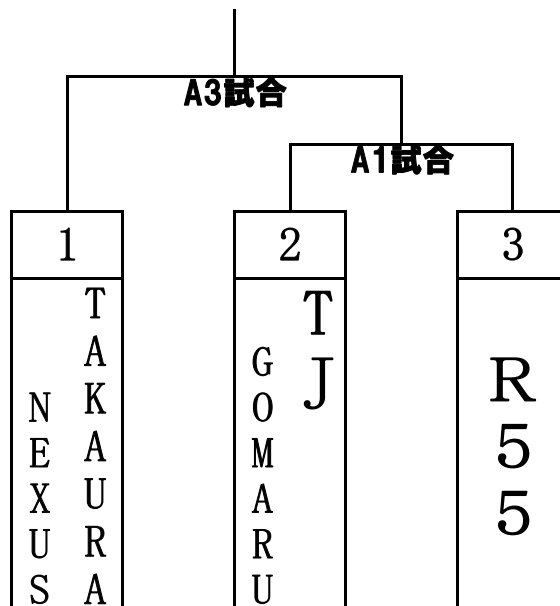 A3試合
A1試合
1
2
3
TAKAURA
NEXUS
TJ
GOMARU
R55